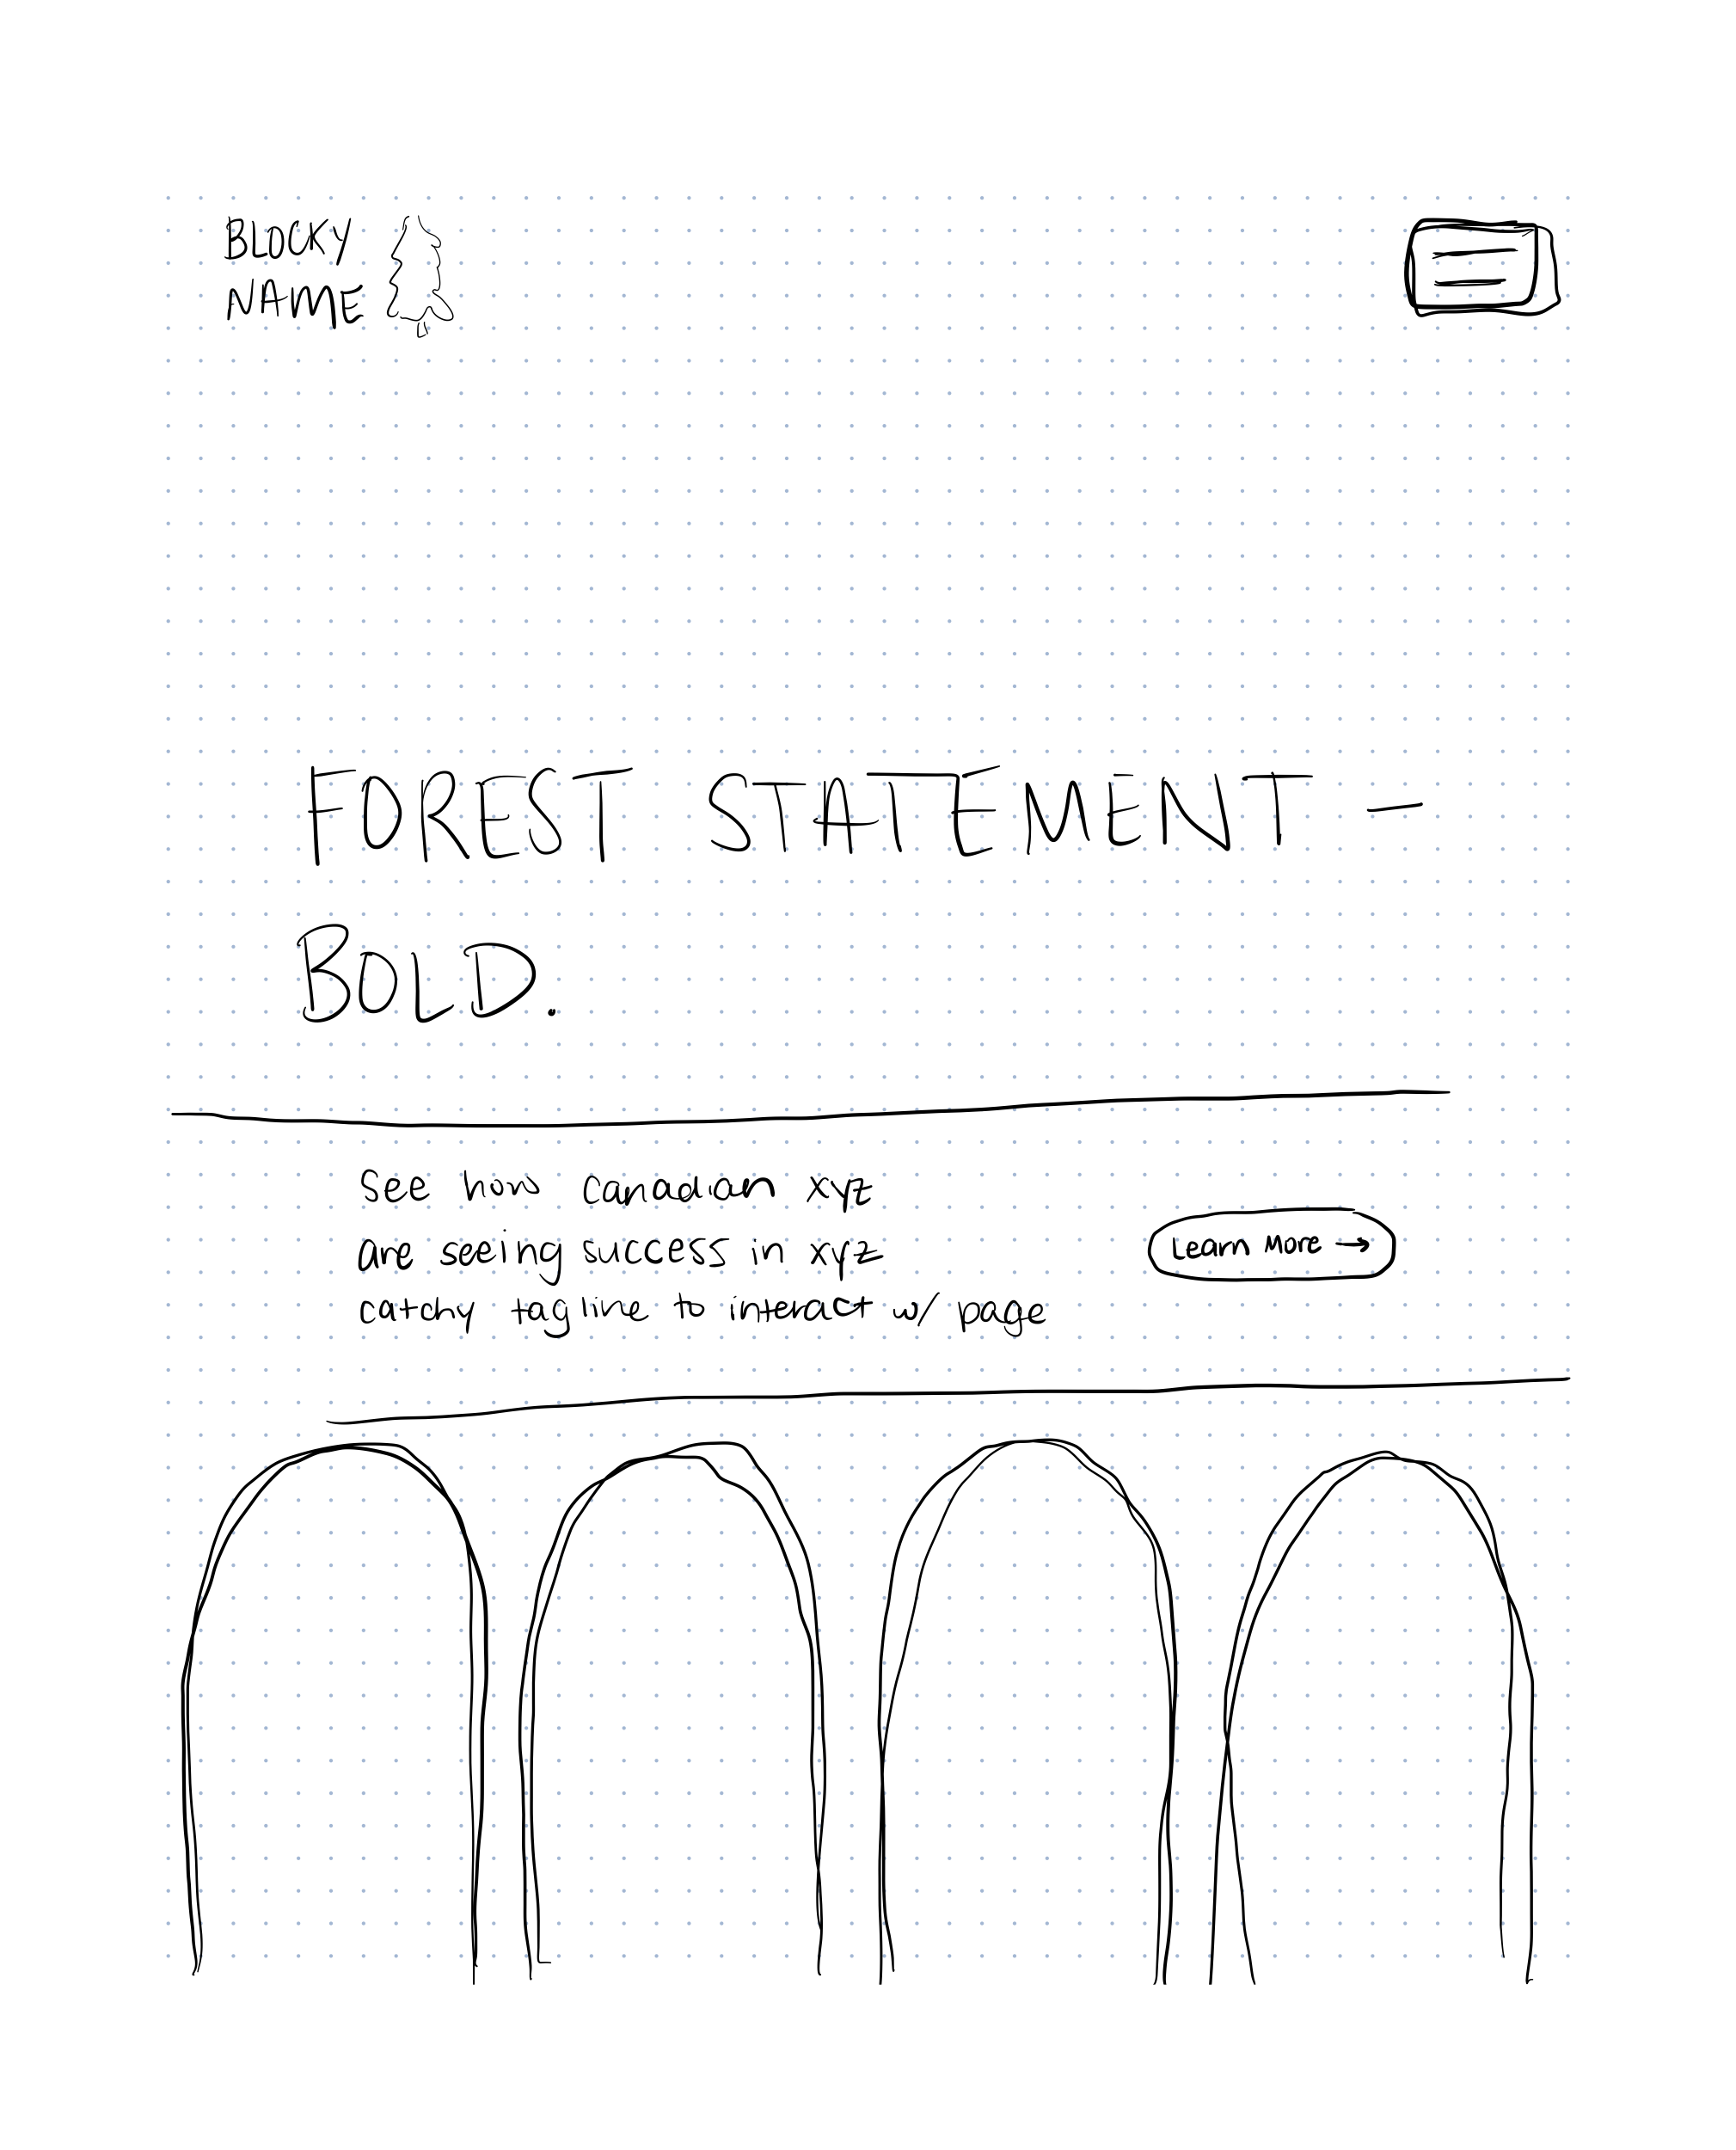 BLOCKY
NAME
FOREST STATEMENT –
BOLD.
See how canadian xyz
are seeing success in xyz
catchy tagline to interact w/ page
Learn More →